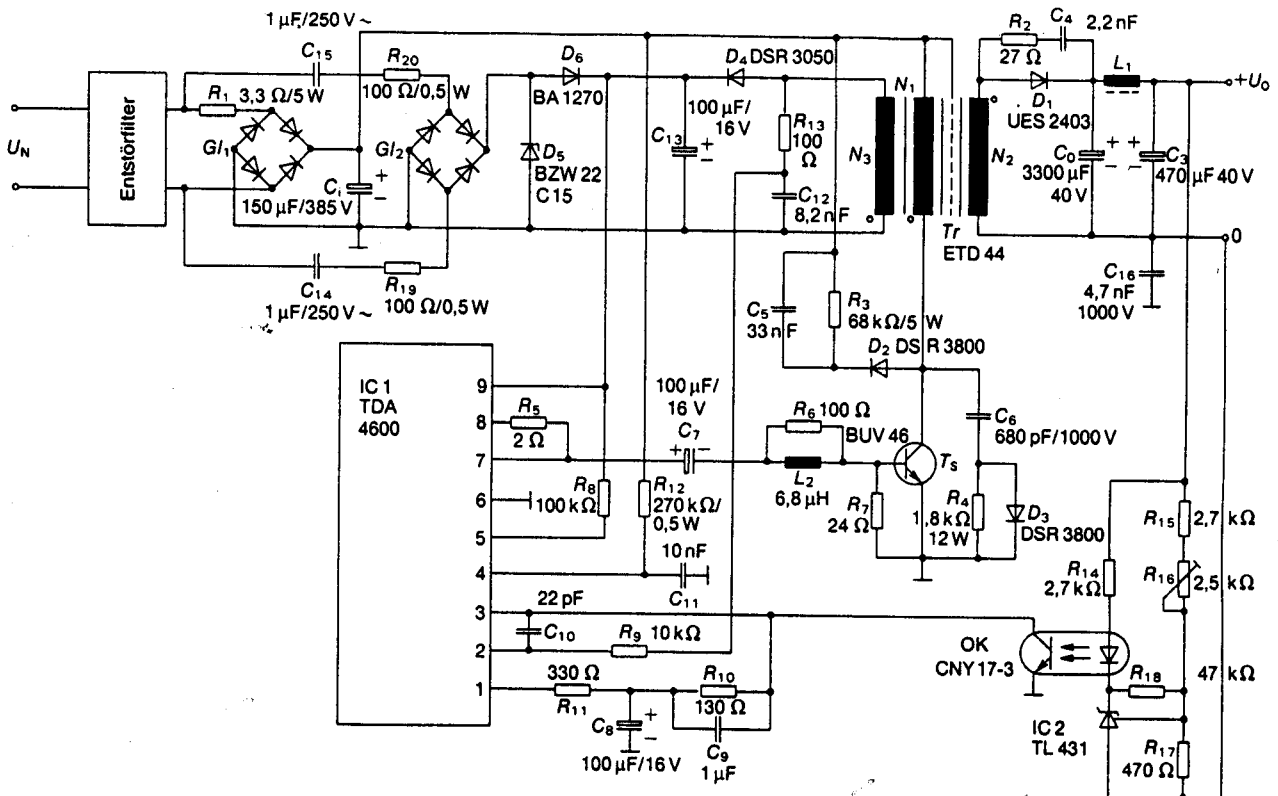 1 µF/250 V ~
C15
R20
100 Ω/0,5 W
R1
3,3 Ω/5 W
Entstörfilter
UN
Gl1
Ci
150 µF/385 V
+
−
Gl2
D6
BA 1270
D5
BZW 22
C 15
C14
1 µF/250 V ~
R19
100 Ω/0,5 W
D4 DSR 3050
100 µF/
16 V
C13
+
−
R13
100
Ω
C12
8,2 nF
N1
N3
N2
Tr
ETD 44
R2
27 Ω
C4
2,2 nF
D1
UES 2403
L1
+U0
C0
3300 µF
40 V
+
−
+
−
C3
470 µF 40 V
0
C16
4,7 nF
1000 V
C5
33 nF
R3
68 kΩ/5 W
D2 DSR 3800
IC 1
TDA
4600
9
8
7
6
5
4
3
2
1
R5
2 Ω
100 µF/
16 V
C7
+
−
R6 100 Ω
L2
6,8 µH
BUV 46
TS
C6
680 pF/1000 V
R7
24 Ω
R4
1,8 kΩ
12 W
D3
DSR 3800
R8
100 kΩ
R12
270 kΩ/
0,5 W
10 nF
C11
22 pF
C10
R9
10 kΩ
330 Ω
R11
C8
+
−
100 µF/16 V
R10
130 Ω
C9
1 µF
OK
CNY 17-3
R14
2,7 kΩ
R15
2,7 kΩ
R16
2,5 kΩ
R18
47 kΩ
IC 2
TL 431
R17
470 Ω